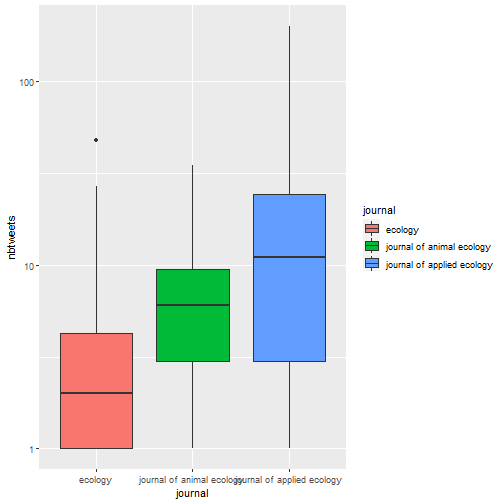 100
10
1
nbtweets
ecology
journal of animal ecology
journal of applied ecology
journal
journal
ecology
journal of animal ecology
journal of applied ecology